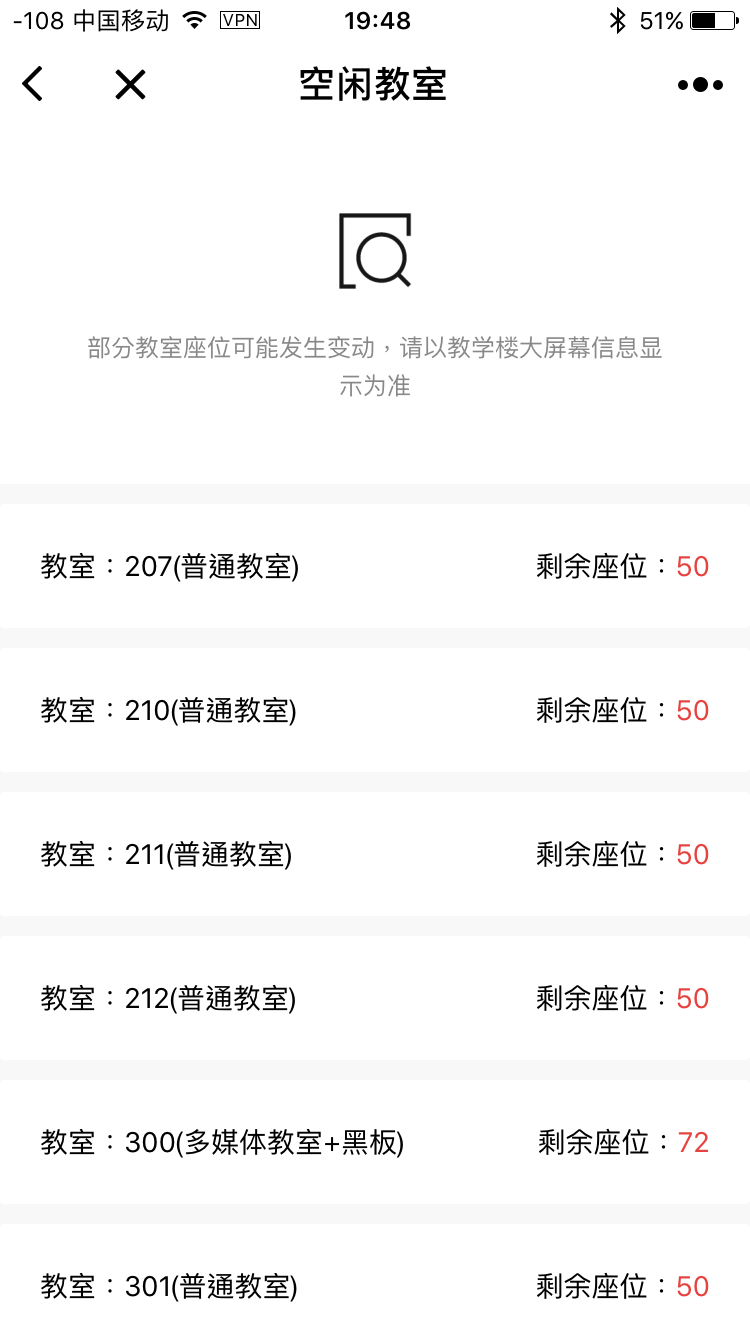 -108 中国移动 VPN 19:48 51%
空闲教室
部分教室座位可能发生变动，请以教学楼大屏幕信息显
示为准
教室：207(普通教室) 剩余座位：50
教室：210(普通教室) 剩余座位：50
教室：211(普通教室) 剩余座位：50
教室：212(普通教室) 剩余座位：50
教室：300(多媒体教室+黑板) 剩余座位：72
教室：301(普通教室) 剩余座位：50